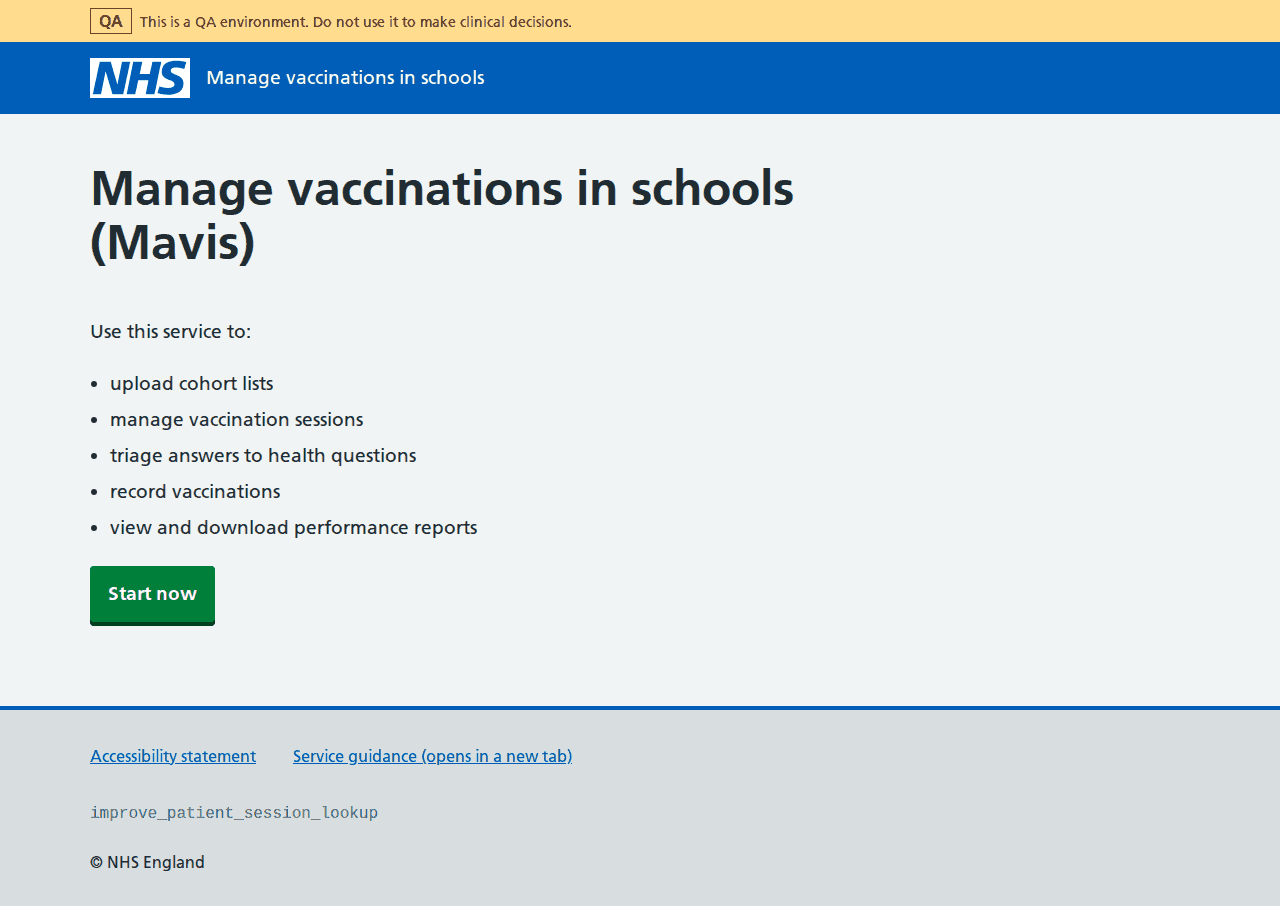 QA This is a QA environment. Do not use it to make clinical decisions.
NHS Manage vaccinations in schools
Manage vaccinations in schools
(Mavis)
Use this service to:
• upload cohort lists
• manage vaccination sessions
• triage answers to health questions
• record vaccinations
• view and download performance reports
Start now
Accessibility statement Service guidance (opens in a new tab)
improve_patient_session_lookup
© NHS England